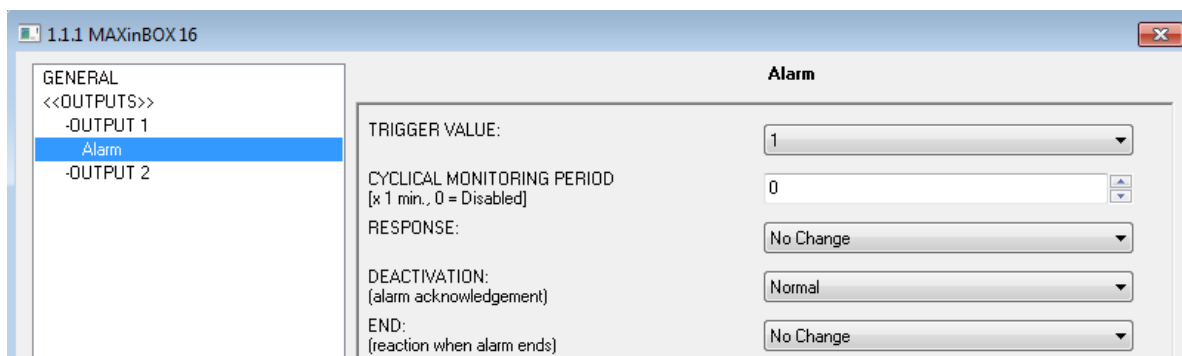 1.1.1 MAXinBOX 16
GENERAL
<<OUTPUTS>>
-OUTPUT 1
Alarm
-OUTPUT 2
Alarm
TRIGGER VALUE:
1
CYCLICAL MONITORING PERIOD
[x 1 min., 0 = Disabled]
0
RESPONSE:
No Change
DEACTIVATION:
(alarm acknowledgement)
Normal
END:
(reaction when alarm ends)
No Change